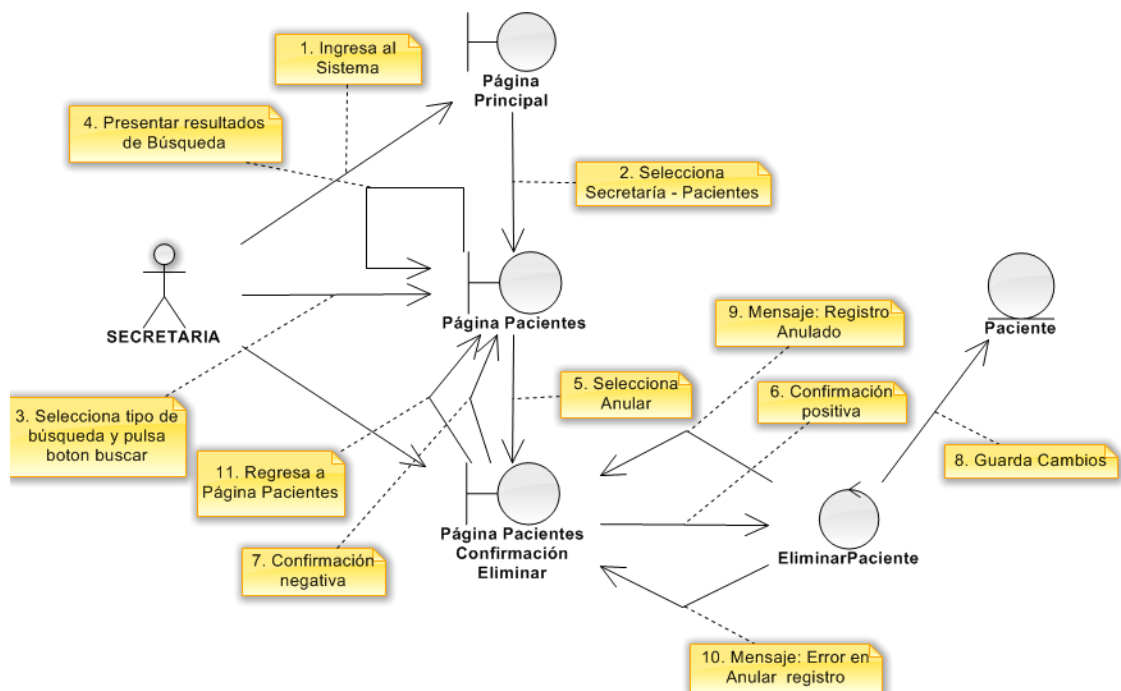 1. Ingresa al
Sistema
Página
Principal
4. Presentar resultados
de Búsqueda
2. Selecciona
Secretaría - Pacientes
SECRETARIA
Página Pacientes
Paciente
9. Mensaje: Registro
Anulado
5. Selecciona
Anular
6. Confirmación
positiva
3. Selecciona tipo de
búsqueda y pulsa
boton buscar
11. Regresa a
Página Pacientes
8. Guarda Cambios
Página Pacientes
Confirmación
Eliminar
7. Confirmación
negativa
EliminarPaciente
10. Mensaje: Error en
Anular registro